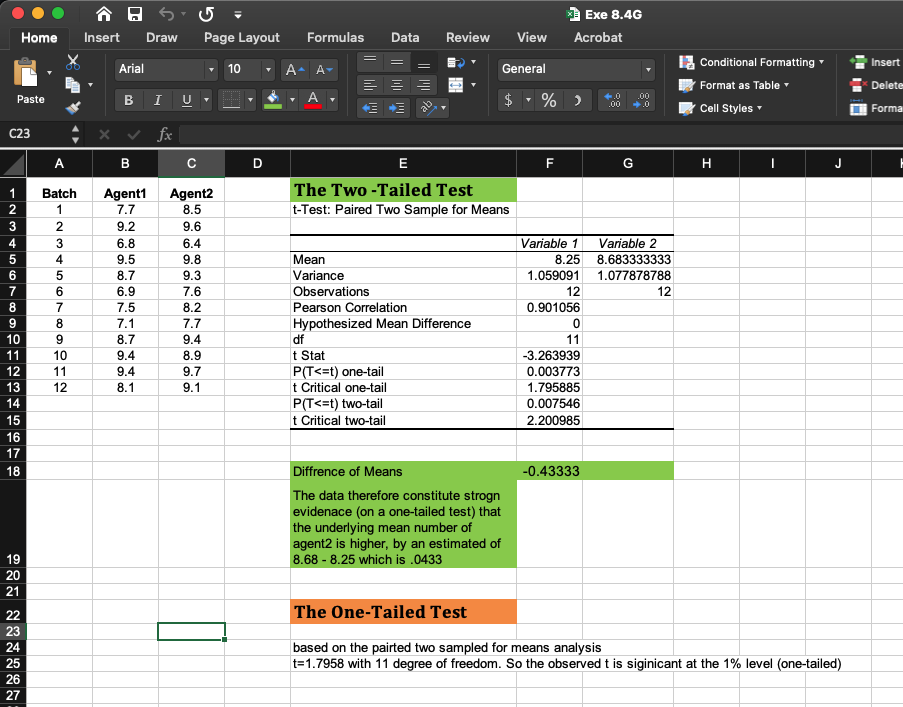 Exe 8.4G
Home Insert Draw Page Layout Formulas Data Review View Acrobat
Paste
Arial 10 A A
B I U A
General
$ % .00
Conditional Formatting
Format as Table
Cell Styles
Insert
Delete
Forma
C23 fx
A B C D E F G H I J
1 Batch Agent1 Agent2 The Two -Tailed Test
2 1 7.7 8.5 t-Test: Paired Two Sample for Means
3 2 9.2 9.6
4 3 6.8 6.4 Variable 1 Variable 2
5 4 9.5 9.8 Mean 8.25 8.683333333
6 5 8.7 9.3 Variance 1.059091 1.077878788
7 6 6.9 7.6 Observations 12 12
8 7 7.5 8.2 Pearson Correlation 0.901056
9 8 7.1 7.7 Hypothesized Mean Difference 0
10 9 8.7 9.4 df 11
11 10 9.4 8.9 t Stat -3.263939
12 11 9.4 9.7 P(T<=t) one-tail 0.003773
13 12 8.1 9.1 t Critical one-tail 1.795885
14 P(T<=t) two-tail 0.007546
15 t Critical two-tail 2.200985
16
17
18 Diffrence of Means -0.43333
The data therefore constitute strogn
evidenace (on a one-tailed test) that
the underlying mean number of
agent2 is higher, by an estimated of
19 8.68 - 8.25 which is .0433
20
21
22 The One-Tailed Test
23
24 based on the pairted two sampled for means analysis
25 t=1.7958 with 11 degree of freedom. So the observed t is siginicant at the 1% level (one-tailed)
26
27